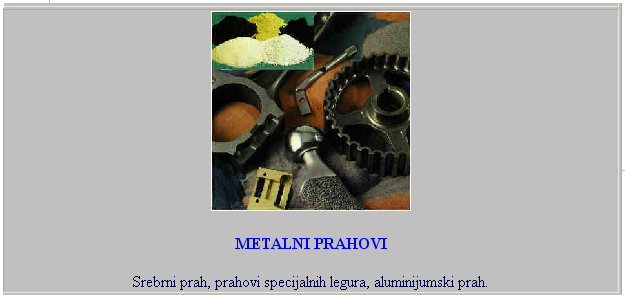 METALNI PRAHOVI
Srebrni prah, prahovi specijalnih legura, aluminijumski prah.